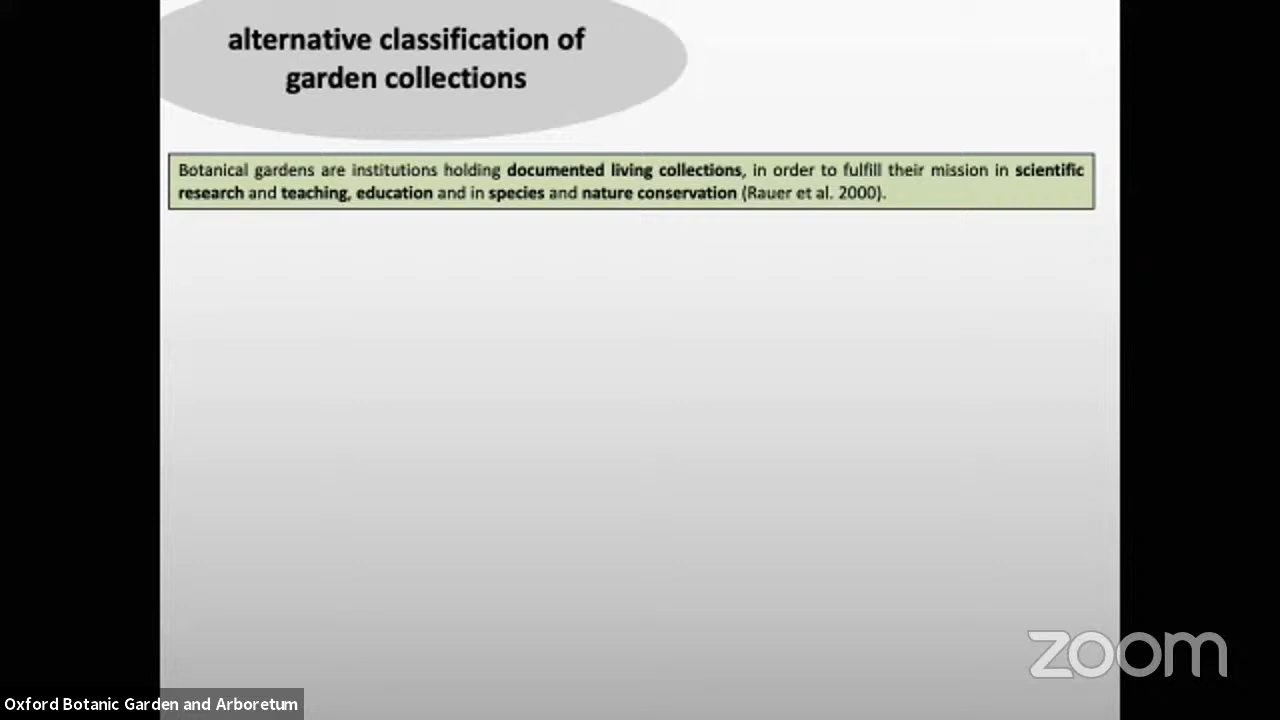 alternative classification of
garden collections
Botanical gardens are institutions holding documented living collections, in order to fulfill their mission in scientific
research and teaching, education and in species and nature conservation (Rauer et al. 2000).
zoom
Oxford Botanic Garden and Arboretum